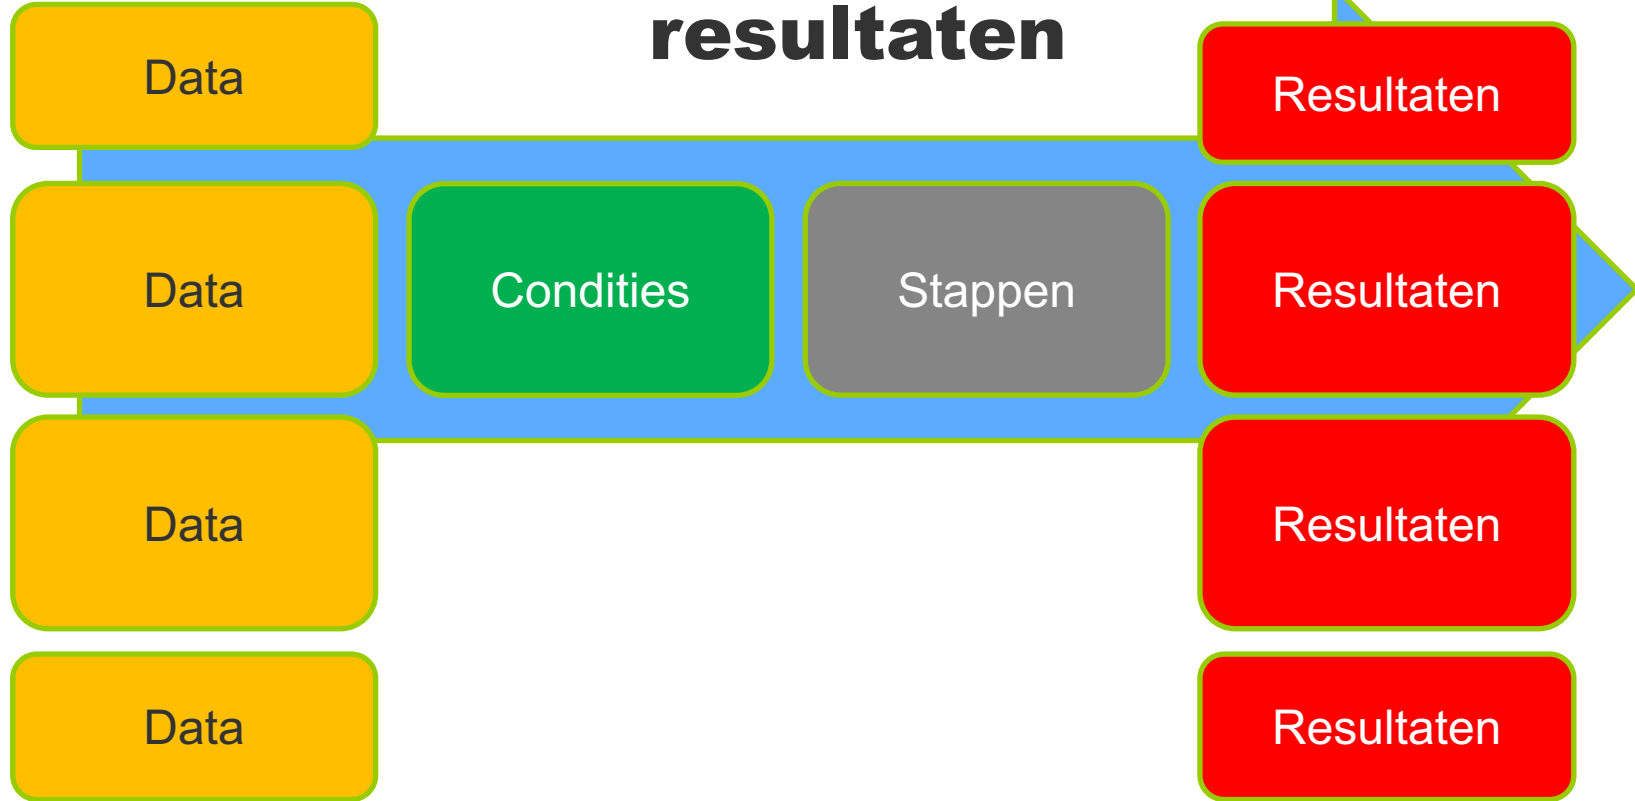 resultaten
Data
Resultaten
Data
Condities
Stappen
Resultaten
Data
Resultaten
Data
Resultaten